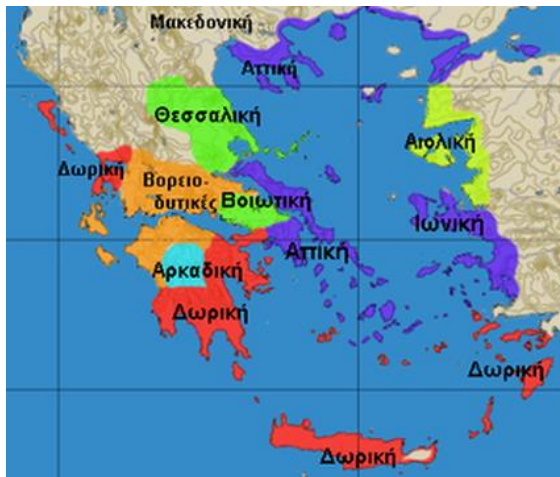 Μακεδονική
Αττική
Θεσσαλική
Αιολική
Δωρική
Βορειο-
δυτικές
Βοιωτική
Ιωνική
Αττική
Αρκαδική
Δωρική
Δωρική
Δωρική